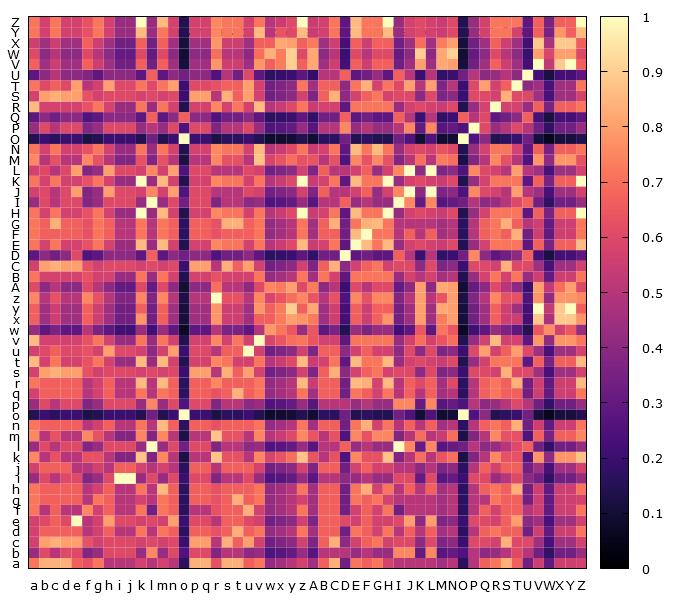 Z
Y
X
W
V
U
T
S
R
Q
P
O
N
M
L
K
J
I
H
G
F
E
D
C
B
A
z
y
x
w
v
u
t
s
r
q
p
o
n
m
l
k
j
i
h
g
f
e
d
c
b
a
a b c d e f g h i j k l m n o p q r s t u v w x y z A B C D E F G H I J K L M N O P Q R S T U V W X Y Z
1
0.9
0.8
0.7
0.6
0.5
0.4
0.3
0.2
0.1
0